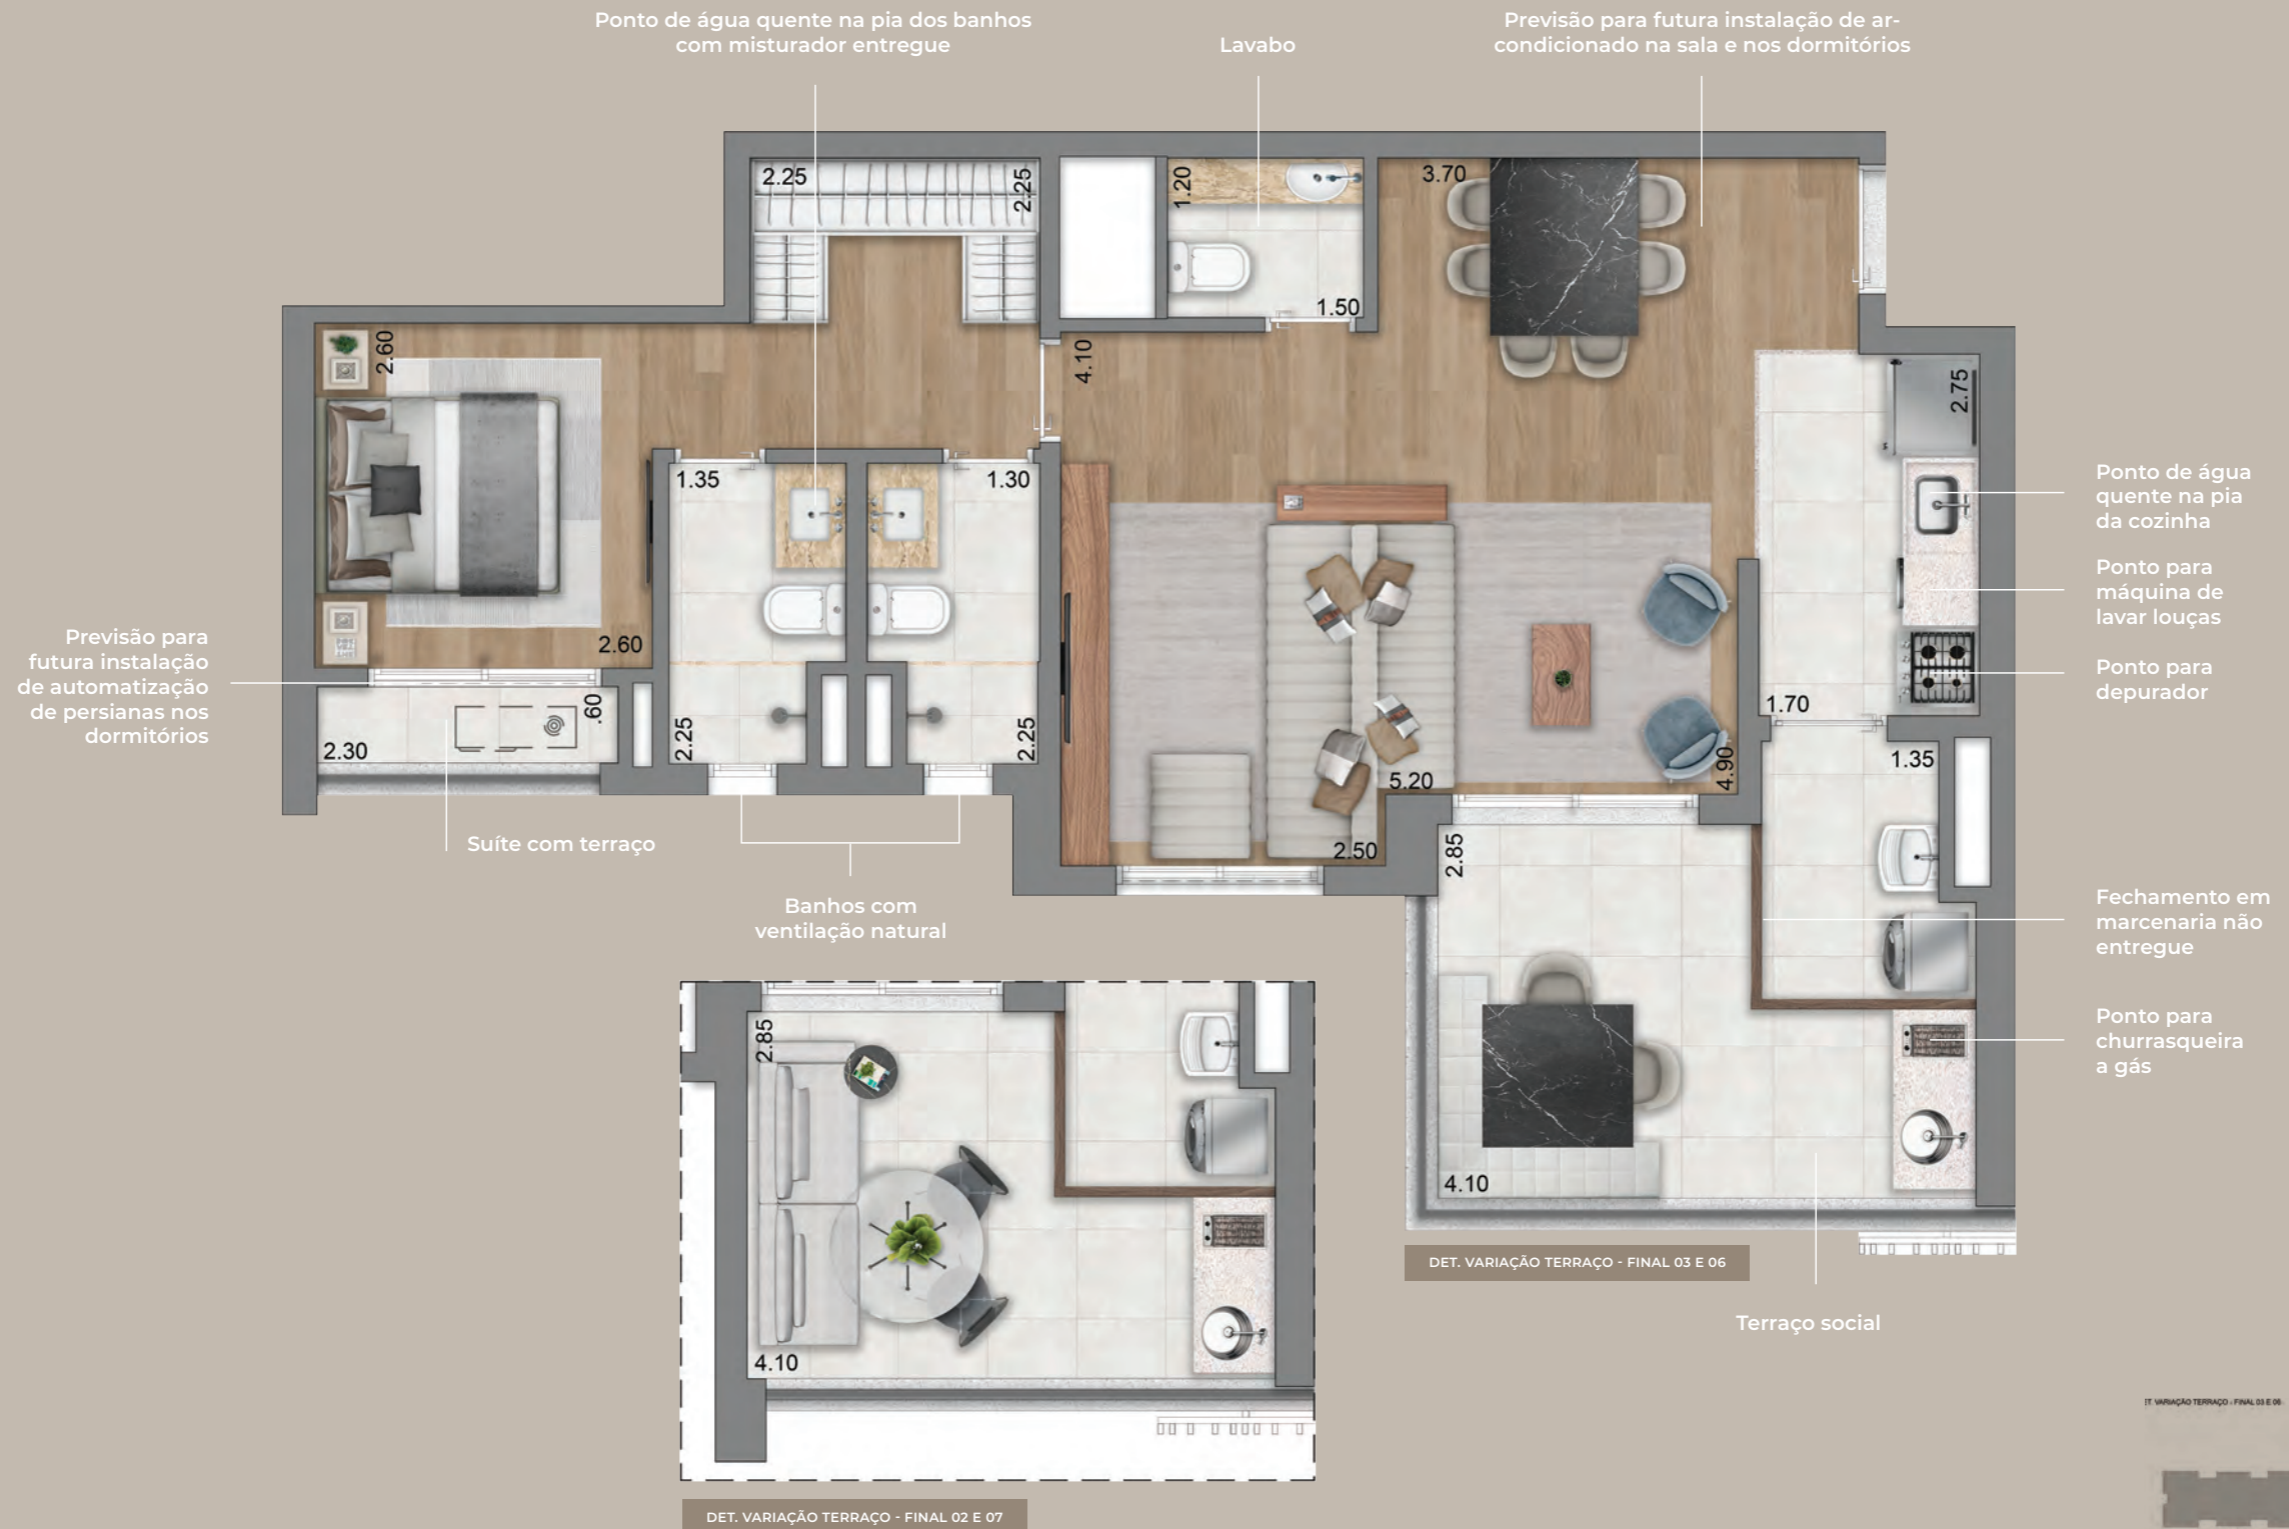 Ponto de água quente na pia dos banhos
com misturador entregue
Lavabo
Previsão para futura instalação de ar-
condicionado na sala e nos dormitórios
2.25
2.25
1.20
1.50
3.70
2.60
4.10
2.75
1.35
1.30
2.60
.60
2.30
2.25
2.25
5.20
4.90
2.50
1.70
1.35
2.85
4.10
Ponto de água
quente na pia
da cozinha
Ponto para
máquina de
lavar louças
Ponto para
depurador
Previsão para
futura instalação
de automatização
de persianas nos
dormitórios
Suíte com terraço
Banhos com
ventilação natural
Fechamento em
marcenaria não
entregue
Ponto para
churrasqueira
a gás
2.85
4.10
DET. VARIAÇÃO TERRAÇO - FINAL 03 E 06
Terraço social
DET. VARIAÇÃO TERRAÇO - FINAL 02 E 07
ET. VARIAÇÃO TERRAÇO - FINAL 03 E 06